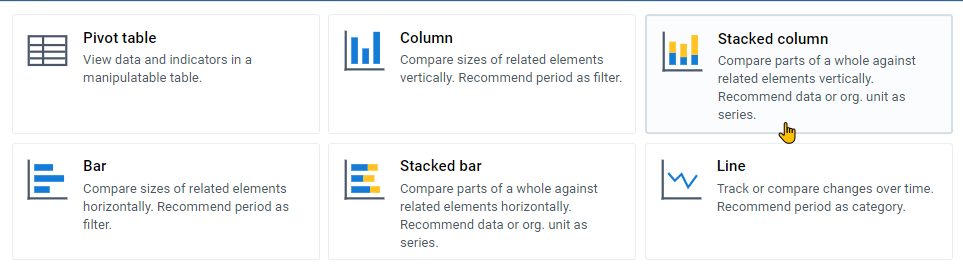 Pivot table
View data and indicators in a
manipulatable table.
Column
Compare sizes of related elements
vertically. Recommend period as filter.
Stacked column
Compare parts of a whole against
related elements vertically.
Recommend data or org. unit as
series.
Bar
Compare sizes of related elements
horizontally. Recommend period as
filter.
Stacked bar
Compare parts of a whole against
related elements horizontally.
Recommend data or org. unit as
series.
Line
Track or compare changes over time.
Recommend period as category.